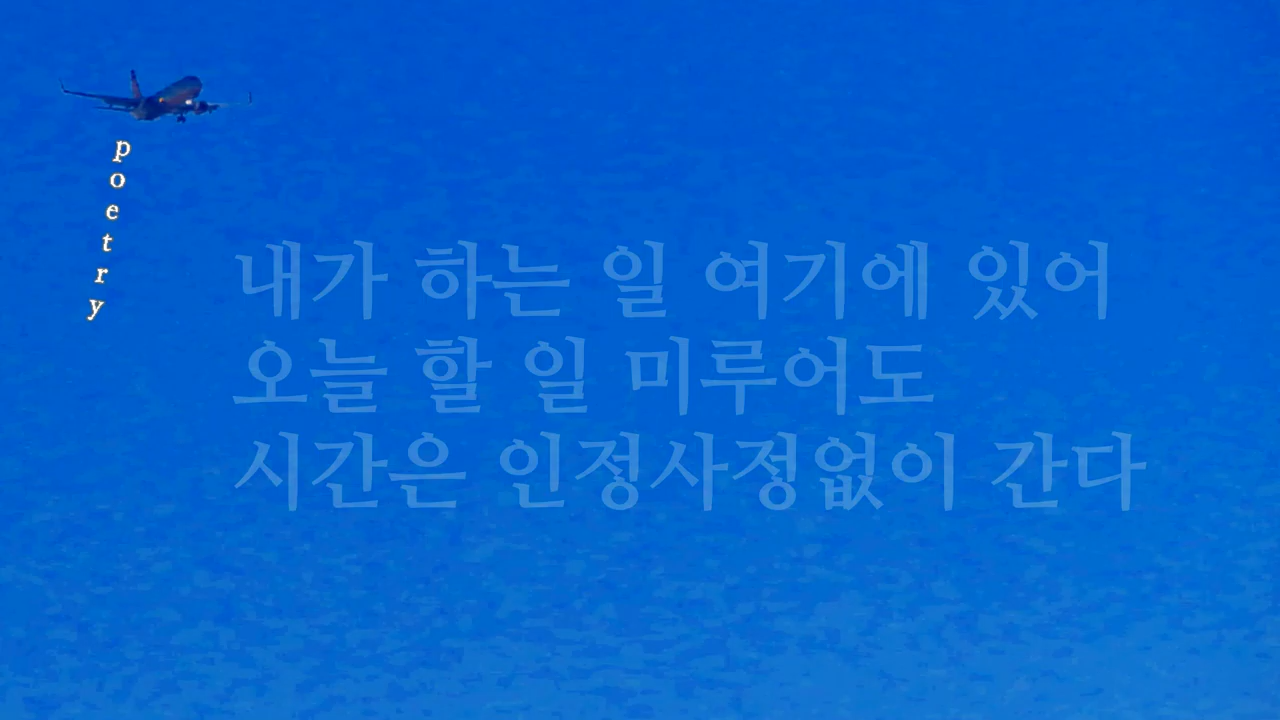 poetry
내가 하는 일 여기에 있어
오늘 할 일 미루어도
시간은 인정사정없이 간다